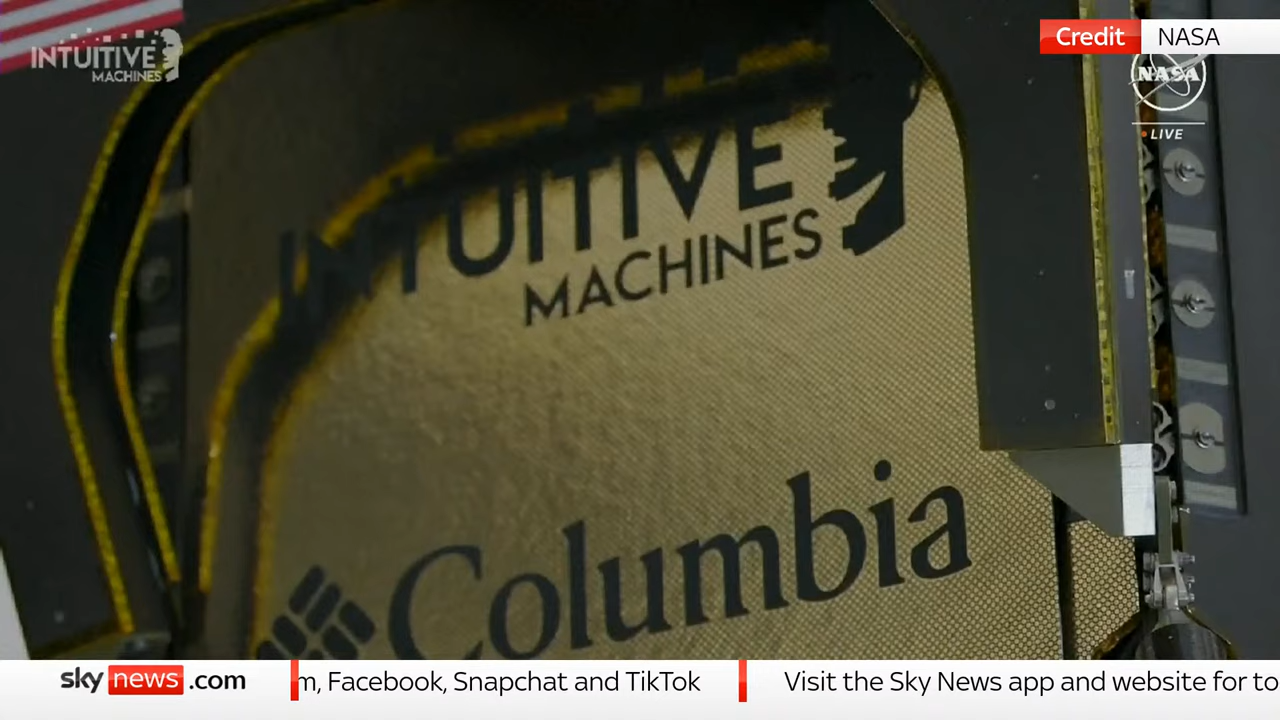 INTUITIVE
MACHINES
Credit NASA
NASA
LIVE
INTUITIVE
MACHINES
Columbia
sky news.com
m, Facebook, Snapchat and TikTok
Visit the Sky News app and website for to